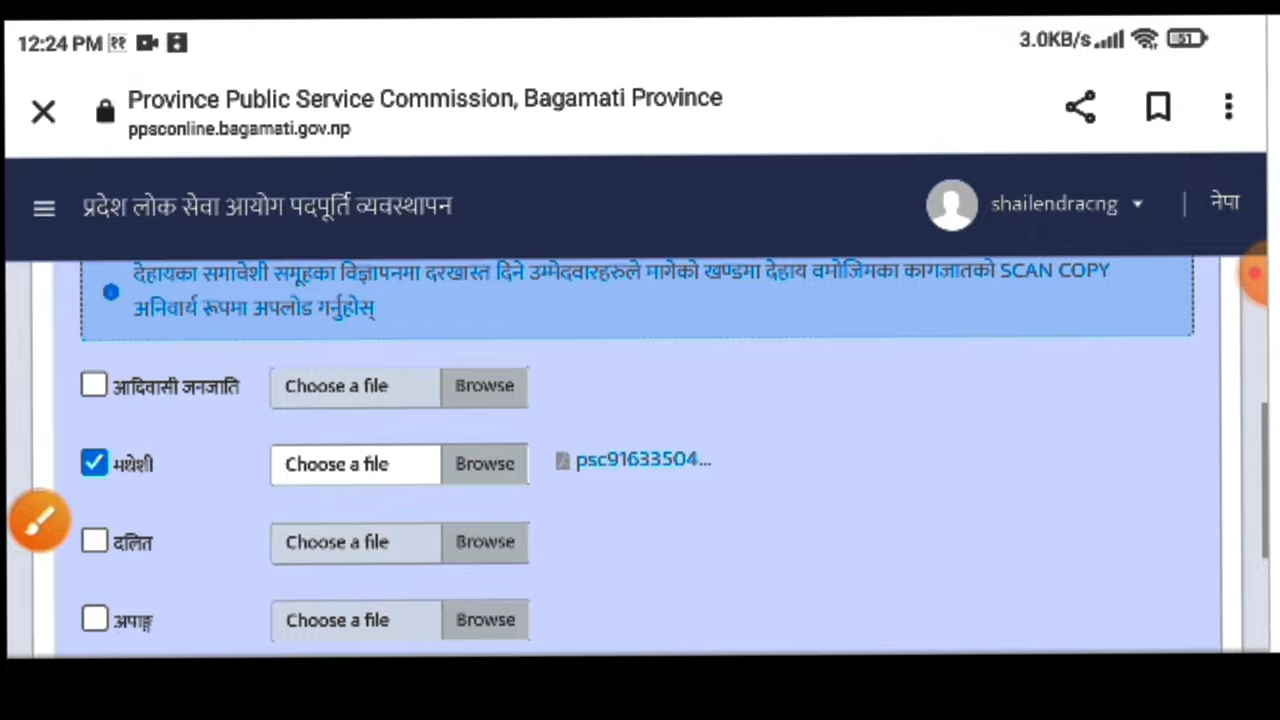 12:24 PM ११
3.0KB/s 51
Province Public Service Commission, Bagamati Province
ppsconline.bagamati.gov.np
प्रदेश लोक सेवा आयोग पदपूर्ति व्यवस्थापन
shailendracng | नेपा
देहायका समावेशी समूहका विज्ञापनमा दरखास्त दिने उम्मेदवारहरुले मागेको खण्डमा देहाय वमोजिमका कागजातको SCAN COPY
अनिवार्य रूपमा अपलोड गर्नुहोस्
आदिवासी जनजाति Choose a file Browse
मधेशी Choose a file Browse psc91633504...
दलित Choose a file Browse
अपाङ्ग Choose a file Browse